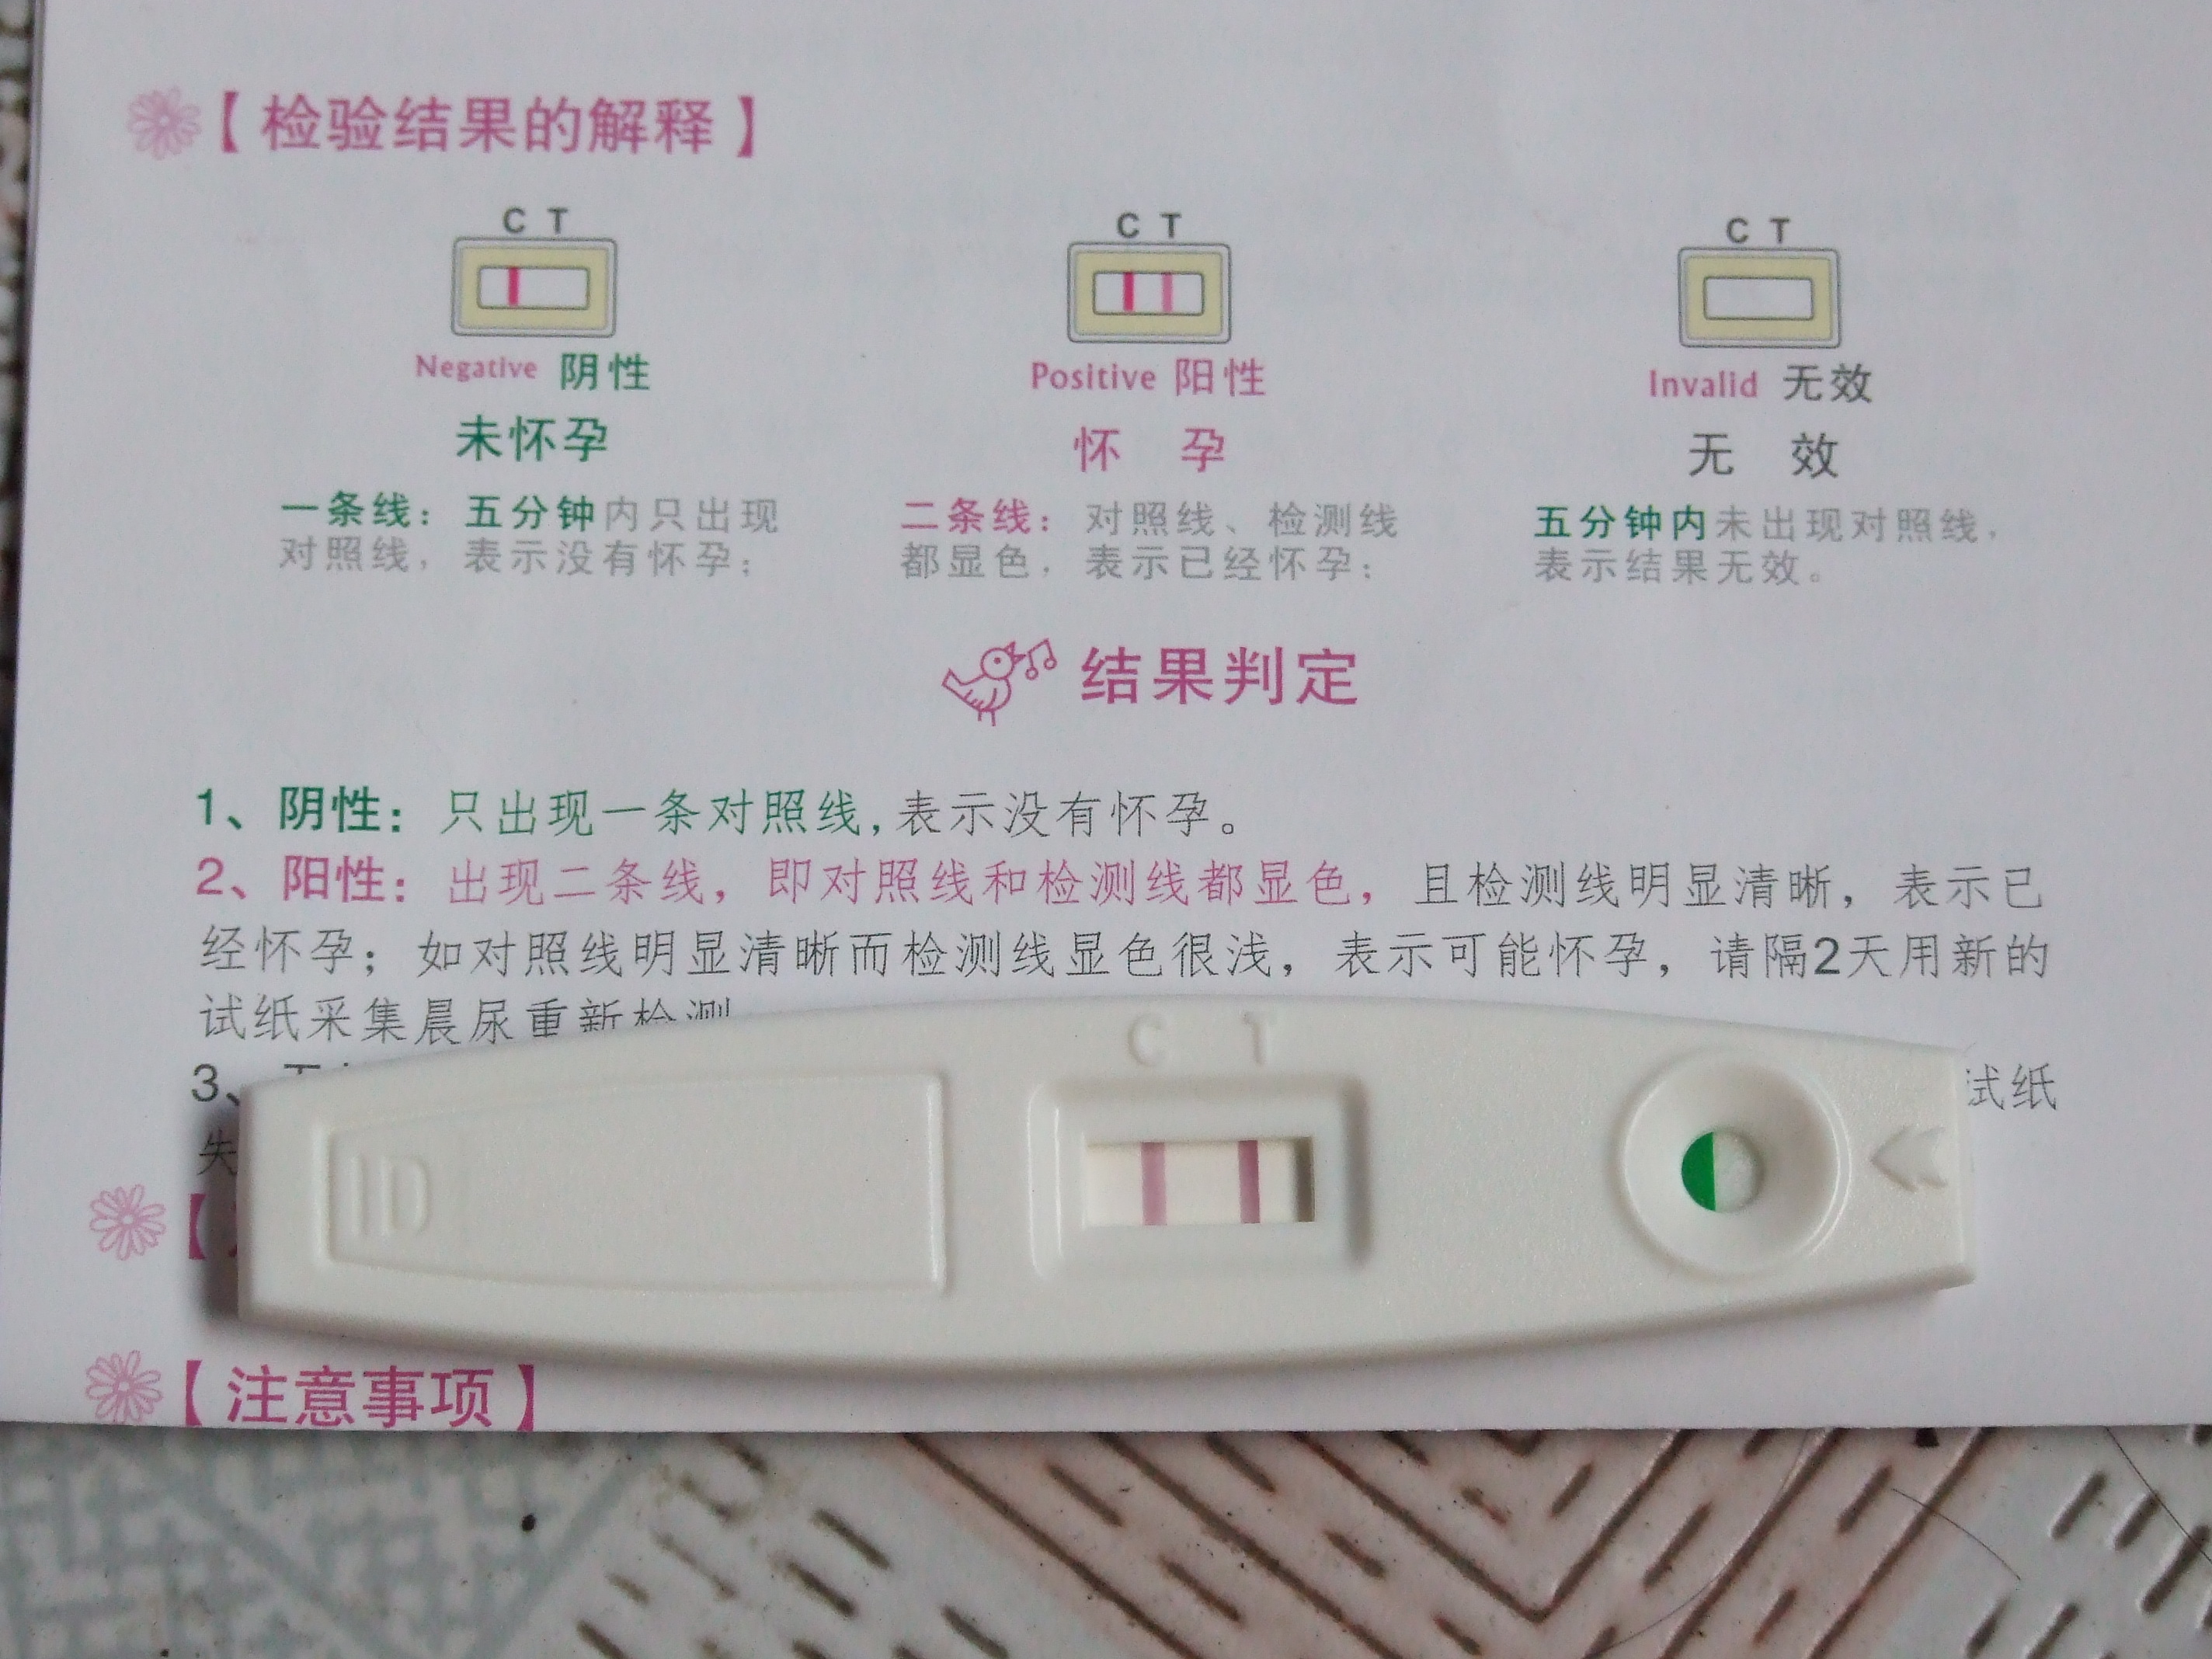 【检验结果的解释】
C T
C T
C T
Negative 阴性
Positive 阳性
Invalid 无效
未怀孕
怀 孕
无 效
一条线：五分钟内只出现
对照线，表示没有怀孕；
二条线：对照线、检测线
都显色，表示已经怀孕；
五分钟内未出现对照线，
表示结果无效。
结果判定
1、阴性：只出现一条对照线,表示没有怀孕。
2、阳性：出现二条线，即对照线和检测线都显色，且检测线明显清晰，表示已
经怀孕；如对照线明显清晰而检测线显色很浅，表示可能怀孕，请隔2天用新的
试纸采集晨尿重新检测
3、
试纸
失
C T
ID
【
【注意事项】